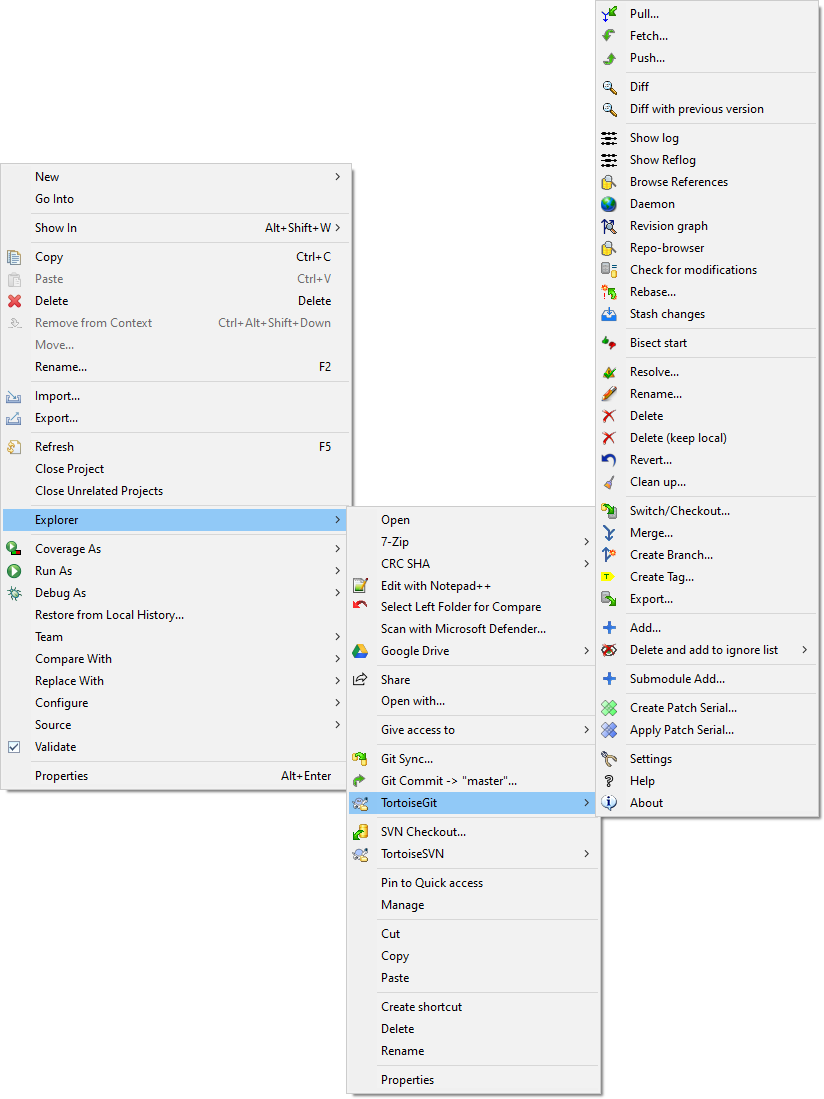 New
Go Into
Show In Alt+Shift+W
Copy Ctrl+C
Paste Ctrl+V
Delete Delete
Remove from Context Ctrl+Alt+Shift+Down
Move...
Rename... F2
Import...
Export...
Refresh F5
Close Project
Close Unrelated Projects
Explorer
Coverage As
Run As
Debug As
Restore from Local History...
Team
Compare With
Replace With
Configure
Source
Validate
Properties Alt+Enter
Open
7-Zip
CRC SHA
Edit with Notepad++
Select Left Folder for Compare
Scan with Microsoft Defender...
Google Drive
Share
Open with...
Give access to
Git Sync...
Git Commit -> "master"...
TortoiseGit
SVN Checkout...
TortoiseSVN
Pin to Quick access
Manage
Cut
Copy
Paste
Create shortcut
Delete
Rename
Properties
Pull...
Fetch...
Push...
Diff
Diff with previous version
Show log
Show Reflog
Browse References
Daemon
Revision graph
Repo-browser
Check for modifications
Rebase...
Stash changes
Bisect start
Resolve...
Rename...
Delete
Delete (keep local)
Revert...
Clean up...
Switch/Checkout...
Merge...
Create Branch...
Create Tag...
Export...
Add...
Delete and add to ignore list
Submodule Add...
Create Patch Serial...
Apply Patch Serial...
Settings
Help
About